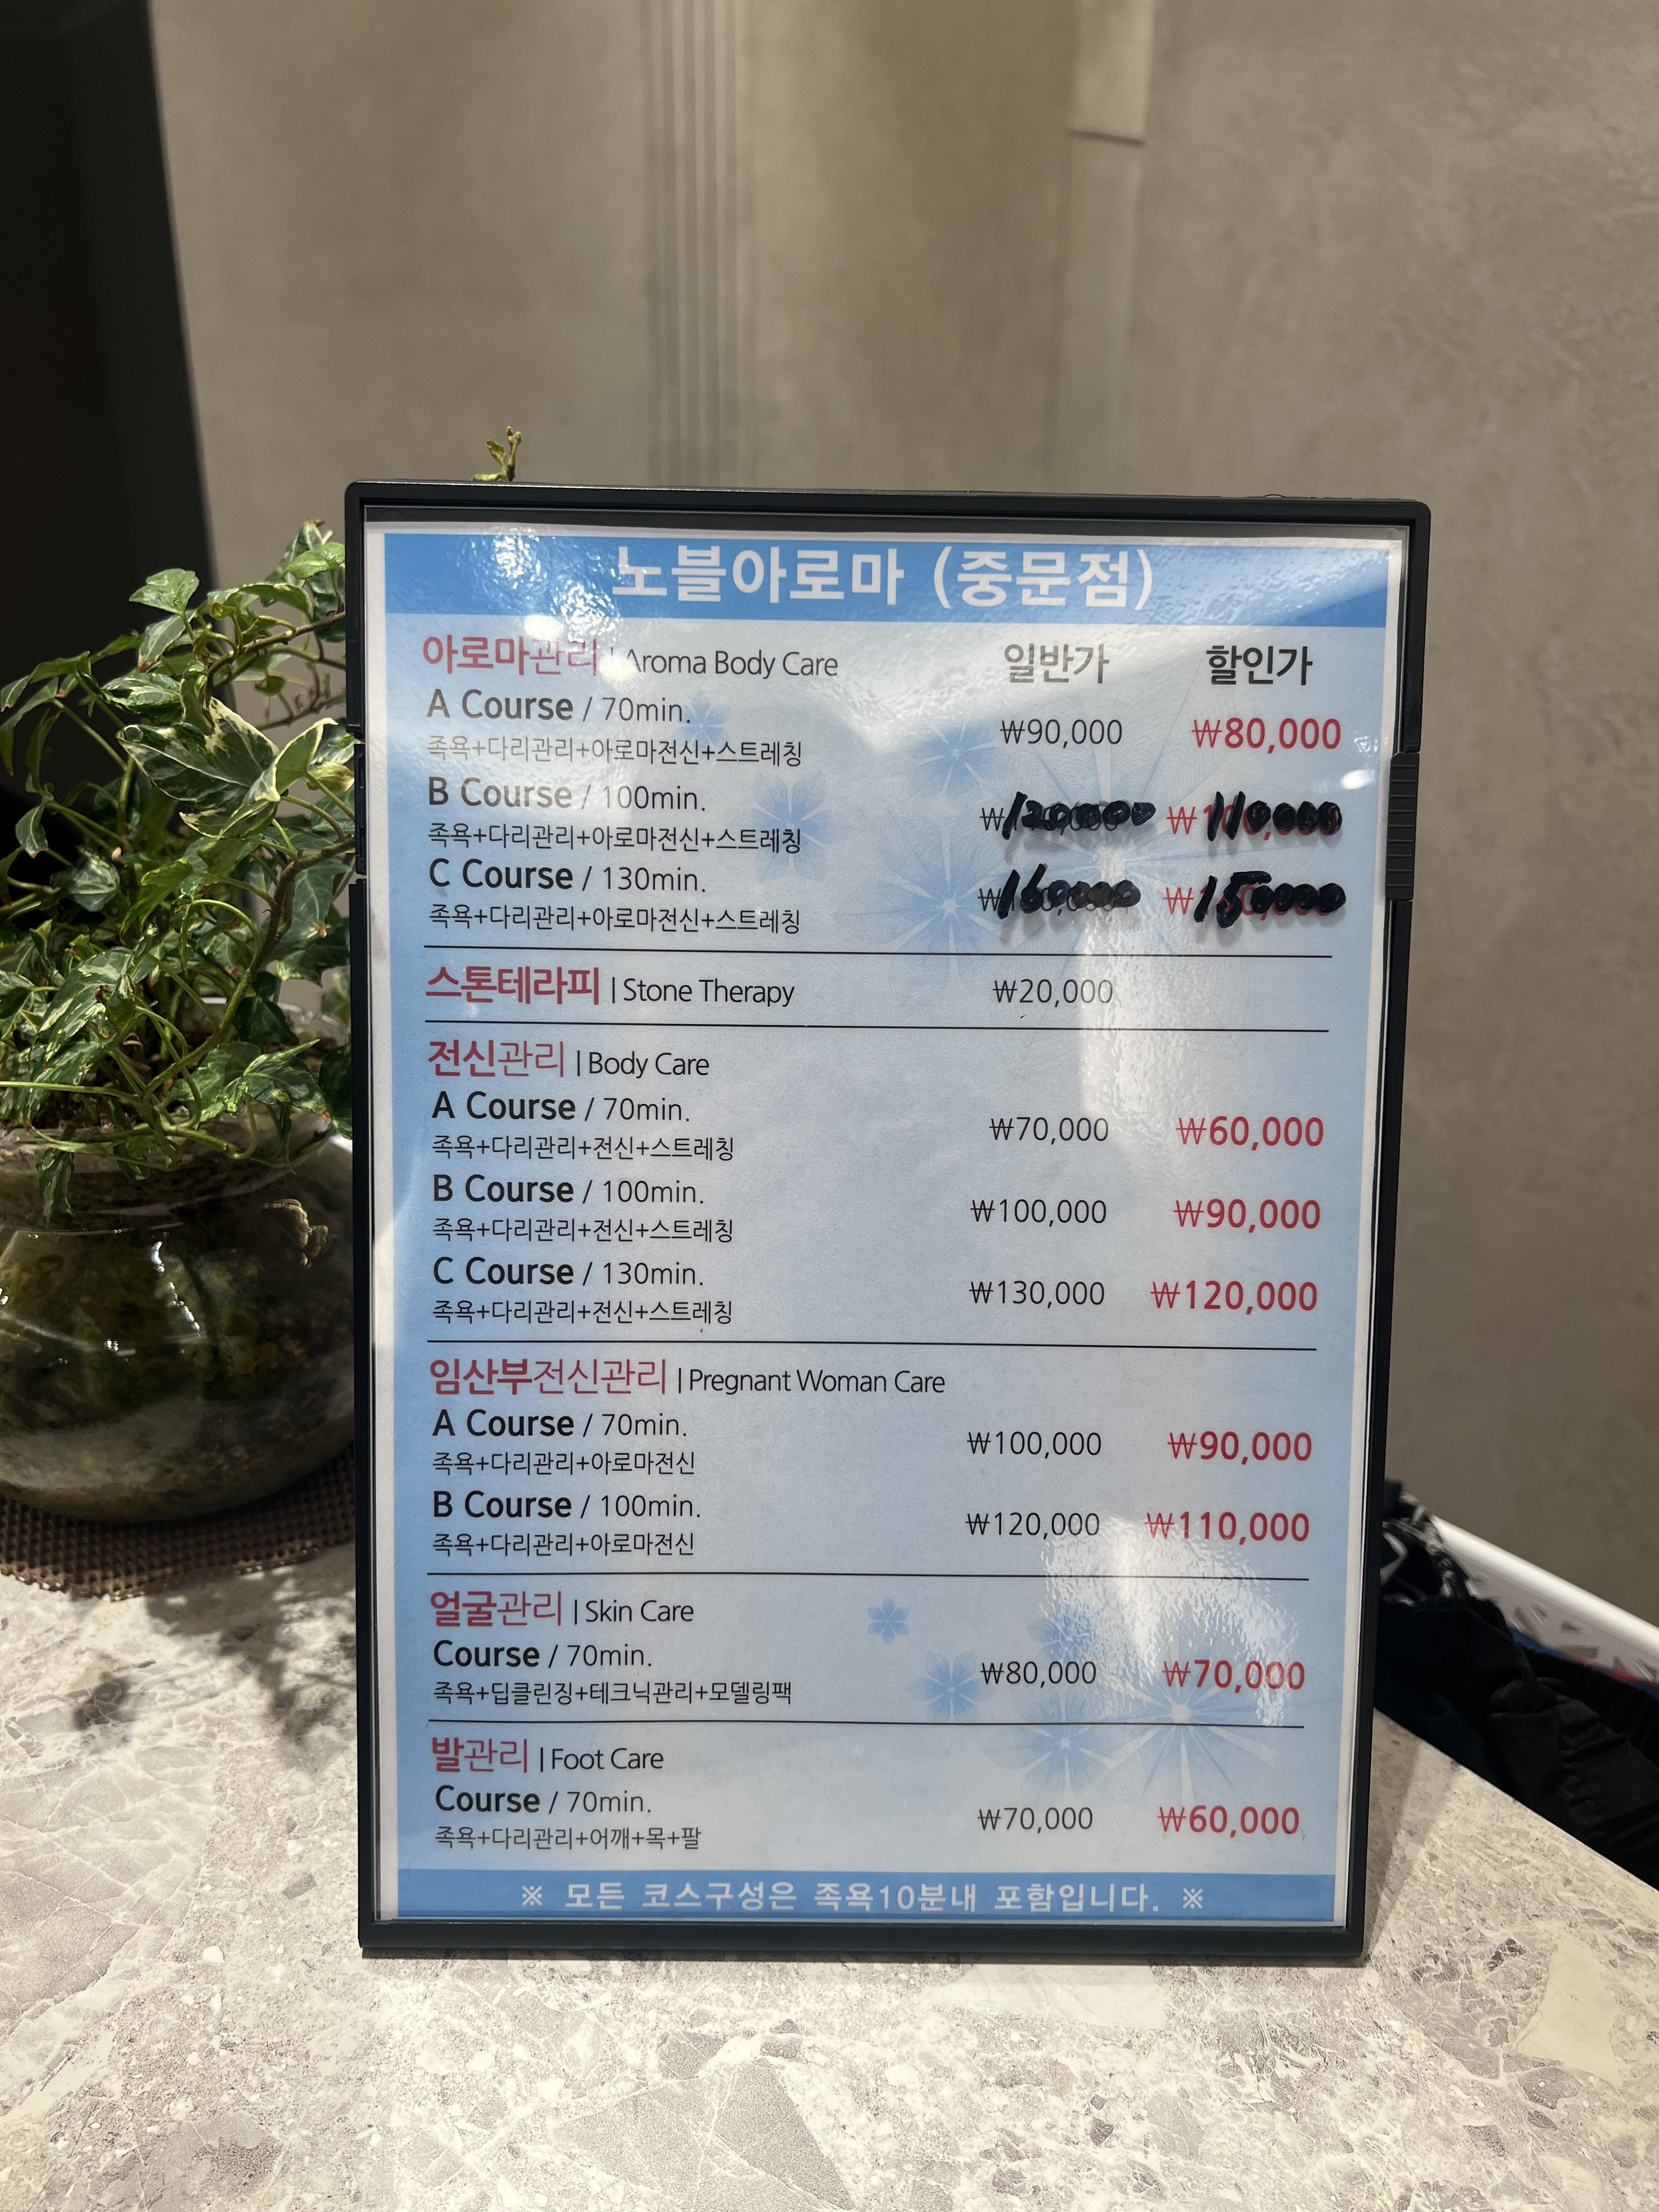 노블아로마 (중문점)
아로마관리 | Aroma Body Care 일반가 할인가
A Course / 70min.
₩90,000 ₩80,000
족욕+다리관리+아로마전신+스트레칭
B Course / 100min.
₩120000 ₩110000
족욕+다리관리+아로마전신+스트레칭
C Course / 130min.
₩160000 ₩150000
족욕+다리관리+아로마전신+스트레칭
스톤테라피 | Stone Therapy ₩20,000
전신관리 | Body Care
A Course / 70min.
₩70,000 ₩60,000
족욕+다리관리+전신+스트레칭
B Course / 100min.
₩100,000 ₩90,000
족욕+다리관리+전신+스트레칭
C Course / 130min.
₩130,000 ₩120,000
족욕+다리관리+전신+스트레칭
임산부전신관리 | Pregnant Woman Care
A Course / 70min.
₩100,000 ₩90,000
족욕+다리관리+아로마전신
B Course / 100min.
₩120,000 ₩110,000
족욕+다리관리+아로마전신
얼굴관리 | Skin Care
Course / 70min.
₩80,000 ₩70,000
족욕+딥클린징+테크닉관리+모델링팩
발관리 | Foot Care
Course / 70min.
₩70,000 ₩60,000
족욕+다리관리+어깨+목+팔
※ 모든 코스구성은 족욕10분내 포함입니다. ※